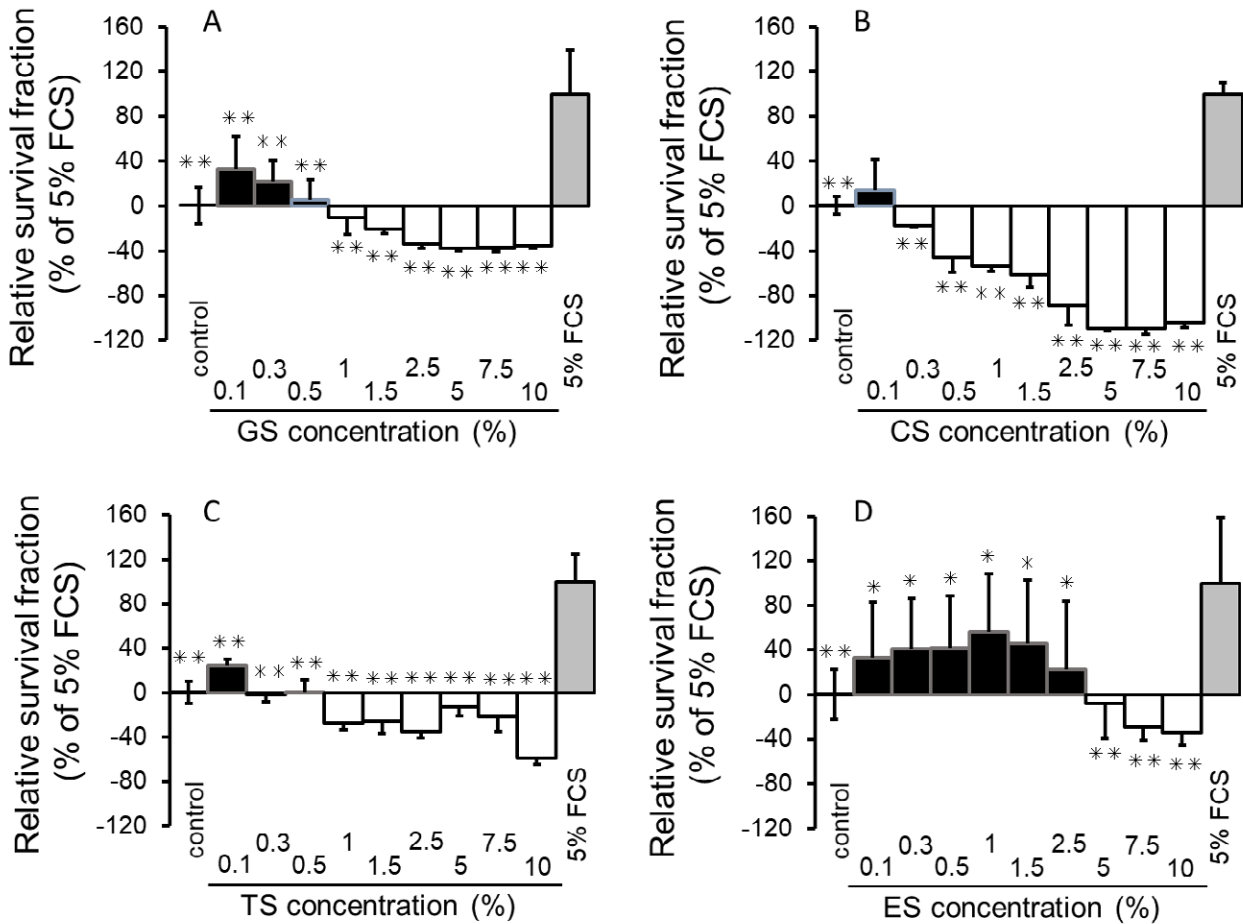 A
Relative survival fraction
(% of 5% FCS)
160
120
80
40
0
-40
-80
-120
** ** ** ** ** ** ** ** ** **
control
0.1 0.3 0.5 1 1.5 2.5 5 7.5 10
5% FCS
GS concentration (%)
B
Relative survival fraction
(% of 5% FCS)
160
120
80
40
0
-40
-80
-120
** ** ** ** ** ** ** ** **
control
0.1 0.3 0.5 1 1.5 2.5 5 7.5 10
5% FCS
CS concentration (%)
C
Relative survival fraction
(% of 5% FCS)
160
120
80
40
0
-40
-80
-120
** ** ** ** ** ** ** ** ** **
control
0.1 0.3 0.5 1 1.5 2.5 5 7.5 10
5% FCS
TS concentration (%)
D
Relative survival fraction
(% of 5% FCS)
160
120
80
40
0
-40
-80
-120
** * * * * * * ** ** **
control
0.1 0.3 0.5 1 1.5 2.5 5 7.5 10
5% FCS
ES concentration (%)